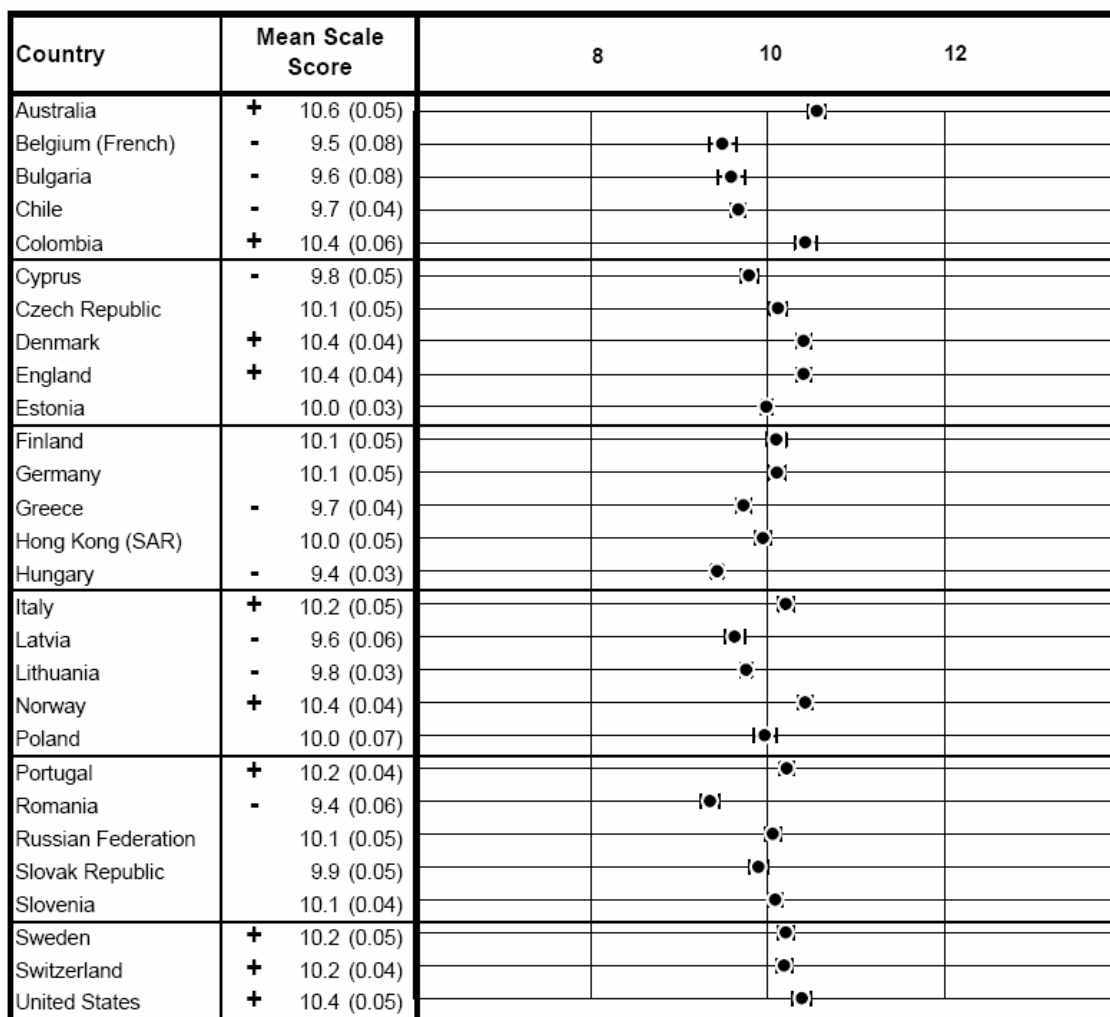 Country Mean Scale Score 8 10 12
Australia + 10.6 (0.05)
Belgium (French) - 9.5 (0.08)
Bulgaria - 9.6 (0.08)
Chile - 9.7 (0.04)
Colombia + 10.4 (0.06)
Cyprus - 9.8 (0.05)
Czech Republic 10.1 (0.05)
Denmark + 10.4 (0.04)
England + 10.4 (0.04)
Estonia 10.0 (0.03)
Finland 10.1 (0.05)
Germany 10.1 (0.05)
Greece - 9.7 (0.04)
Hong Kong (SAR) 10.0 (0.05)
Hungary - 9.4 (0.03)
Italy + 10.2 (0.05)
Latvia - 9.6 (0.06)
Lithuania - 9.8 (0.03)
Norway + 10.4 (0.04)
Poland 10.0 (0.07)
Portugal + 10.2 (0.04)
Romania - 9.4 (0.06)
Russian Federation 10.1 (0.05)
Slovak Republic 9.9 (0.05)
Slovenia 10.1 (0.04)
Sweden + 10.2 (0.05)
Switzerland + 10.2 (0.04)
United States + 10.4 (0.05)